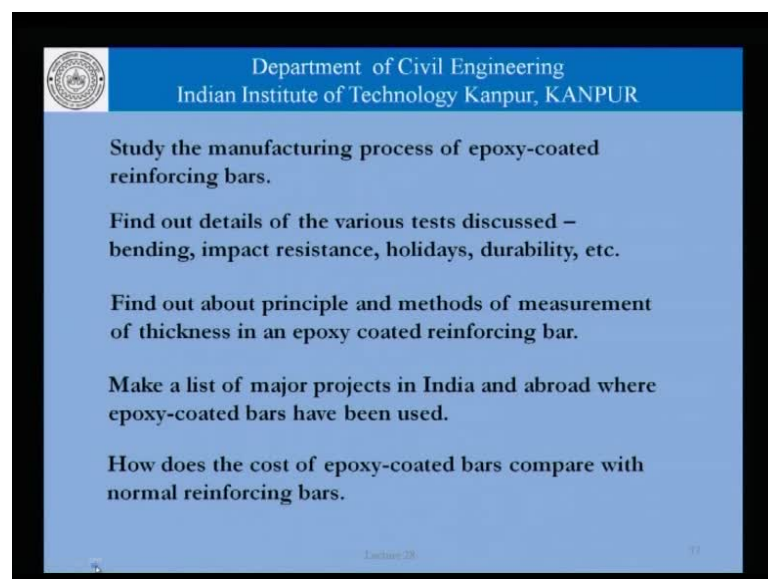 Department of Civil Engineering
Indian Institute of Technology Kanpur, KANPUR
Study the manufacturing process of epoxy-coated
reinforcing bars.
Find out details of the various tests discussed –
bending, impact resistance, holidays, durability, etc.
Find out about principle and methods of measurement
of thickness in an epoxy coated reinforcing bar.
Make a list of major projects in India and abroad where
epoxy-coated bars have been used.
How does the cost of epoxy-coated bars compare with
normal reinforcing bars.
Lecture 28